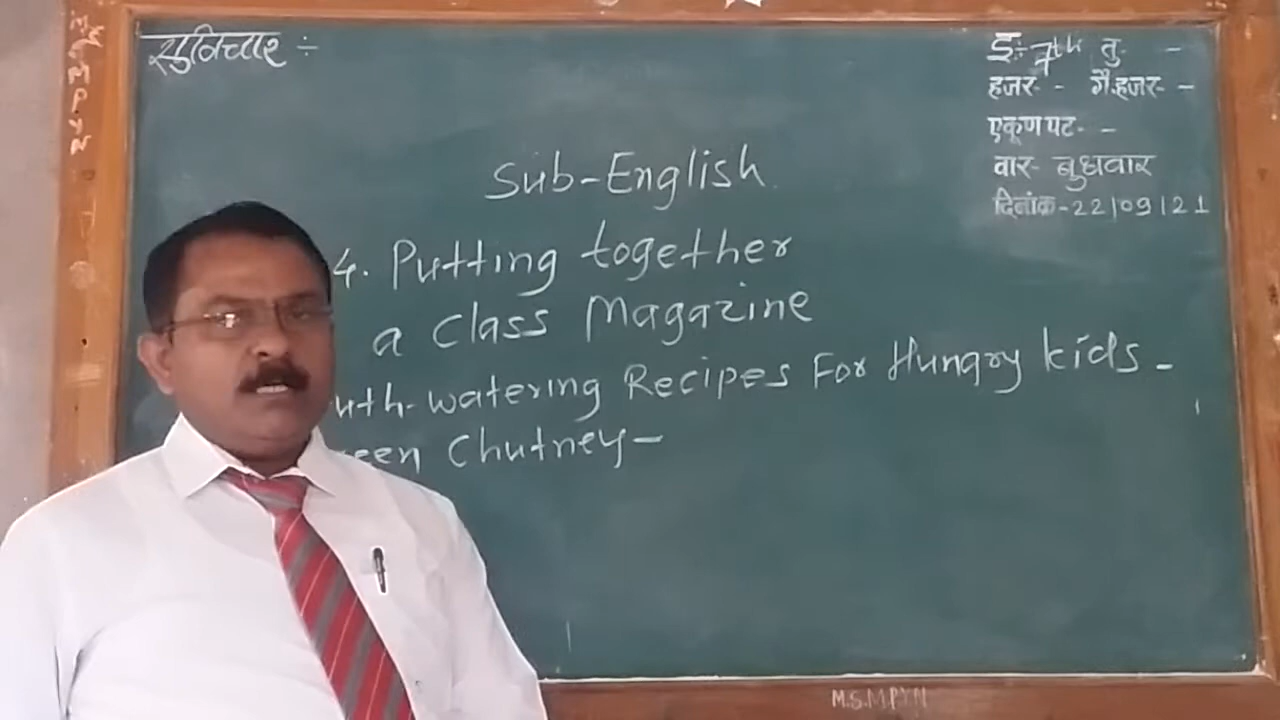 सुविचार ÷
इ÷ 7th तु. -
हजर- - गैरहजर- -
एकूण पट- -
वार- बुधवार
दिनांक-22/09/21
Sub-English
4. Putting together
a class Magazine
uth-watering Recipes For Hungry kids -
een Chutney-
M.S.M.P.V.N